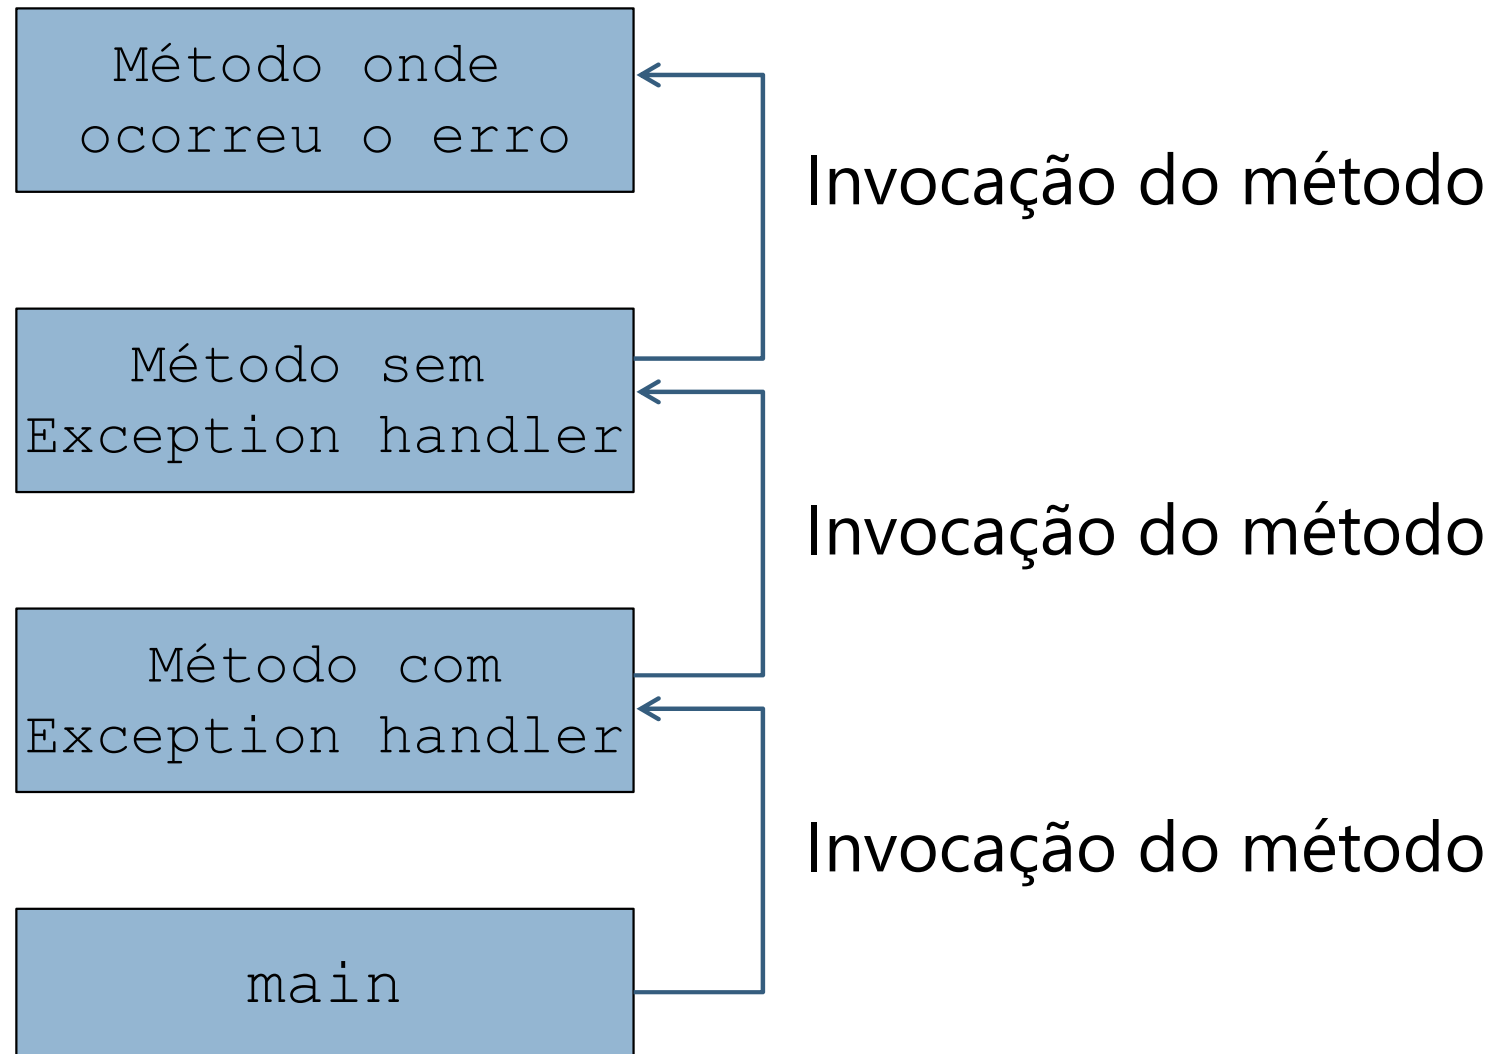 Método onde
ocorreu o erro
Invocação do método
Método sem
Exception handler
Invocação do método
Método com
Exception handler
Invocação do método
main